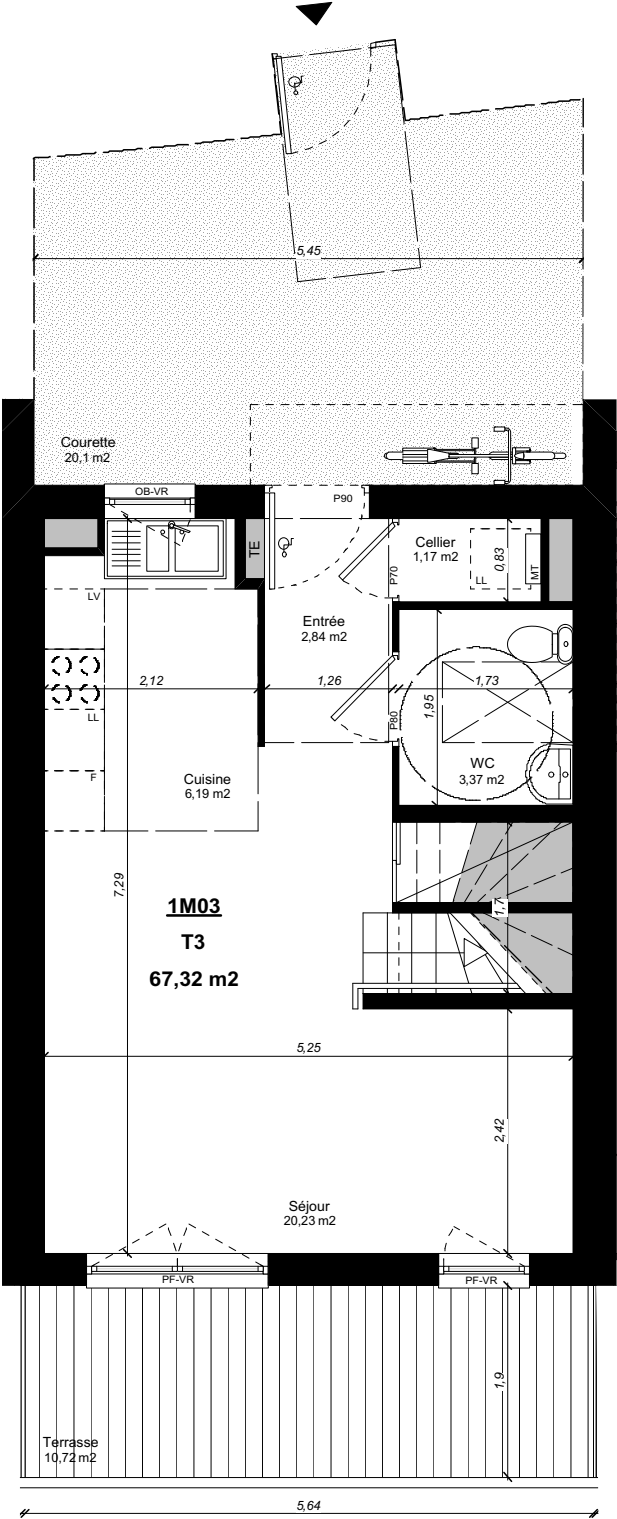 5,45
Courette
20,1 m2
OB-VR
P90
TE
Cellier
1,17 m2
0,83
MT
LL
P70
LV
Entrée
2,84 m2
2,12
1,26
1,73
1,95
LL
P80
F
Cuisine
6,19 m2
WC
3,37 m2
7,29
1M03
T3
67,32 m2
1,7
5,25
2,42
Séjour
20,23 m2
PF-VR
PF-VR
1,9
Terrasse
10,72 m2
5,64